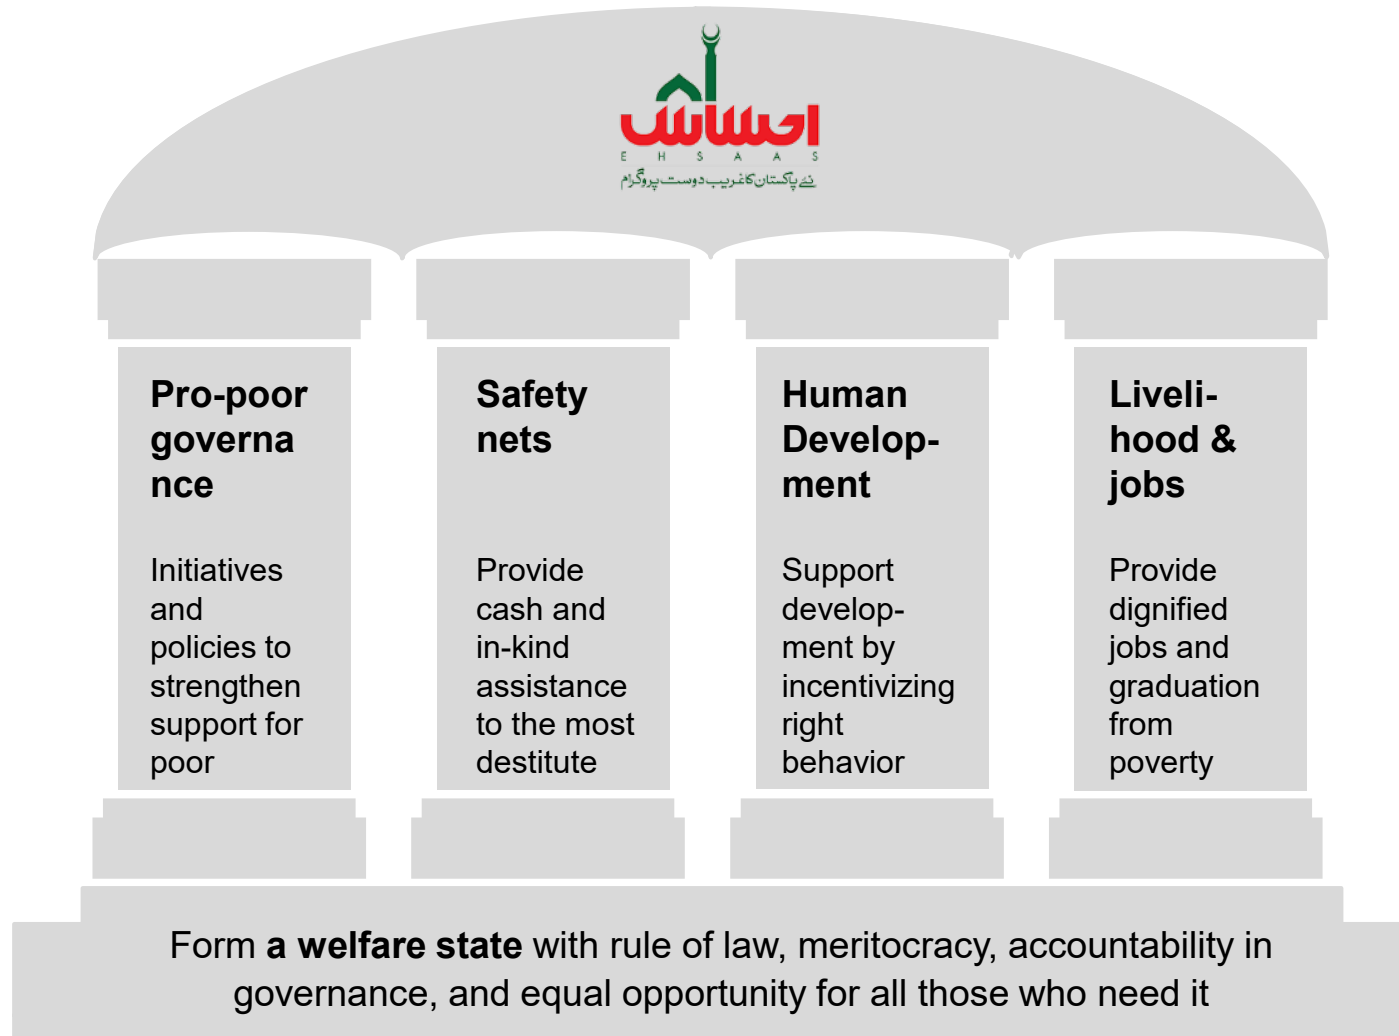 احساس
EHSAAS
نئے پاکستان کا غریب دوست پروگرام
Pro-poor
governa
nce
Initiatives
and
policies to
strengthen
support for
poor
Safety
nets
Provide
cash and
in-kind
assistance
to the most
destitute
Human
Develop-
ment
Support
develop-
ment by
incentivizing
right
behavior
Liveli-
hood &
jobs
Provide
dignified
jobs and
graduation
from
poverty
Form a welfare state with rule of law, meritocracy, accountability in
governance, and equal opportunity for all those who need it